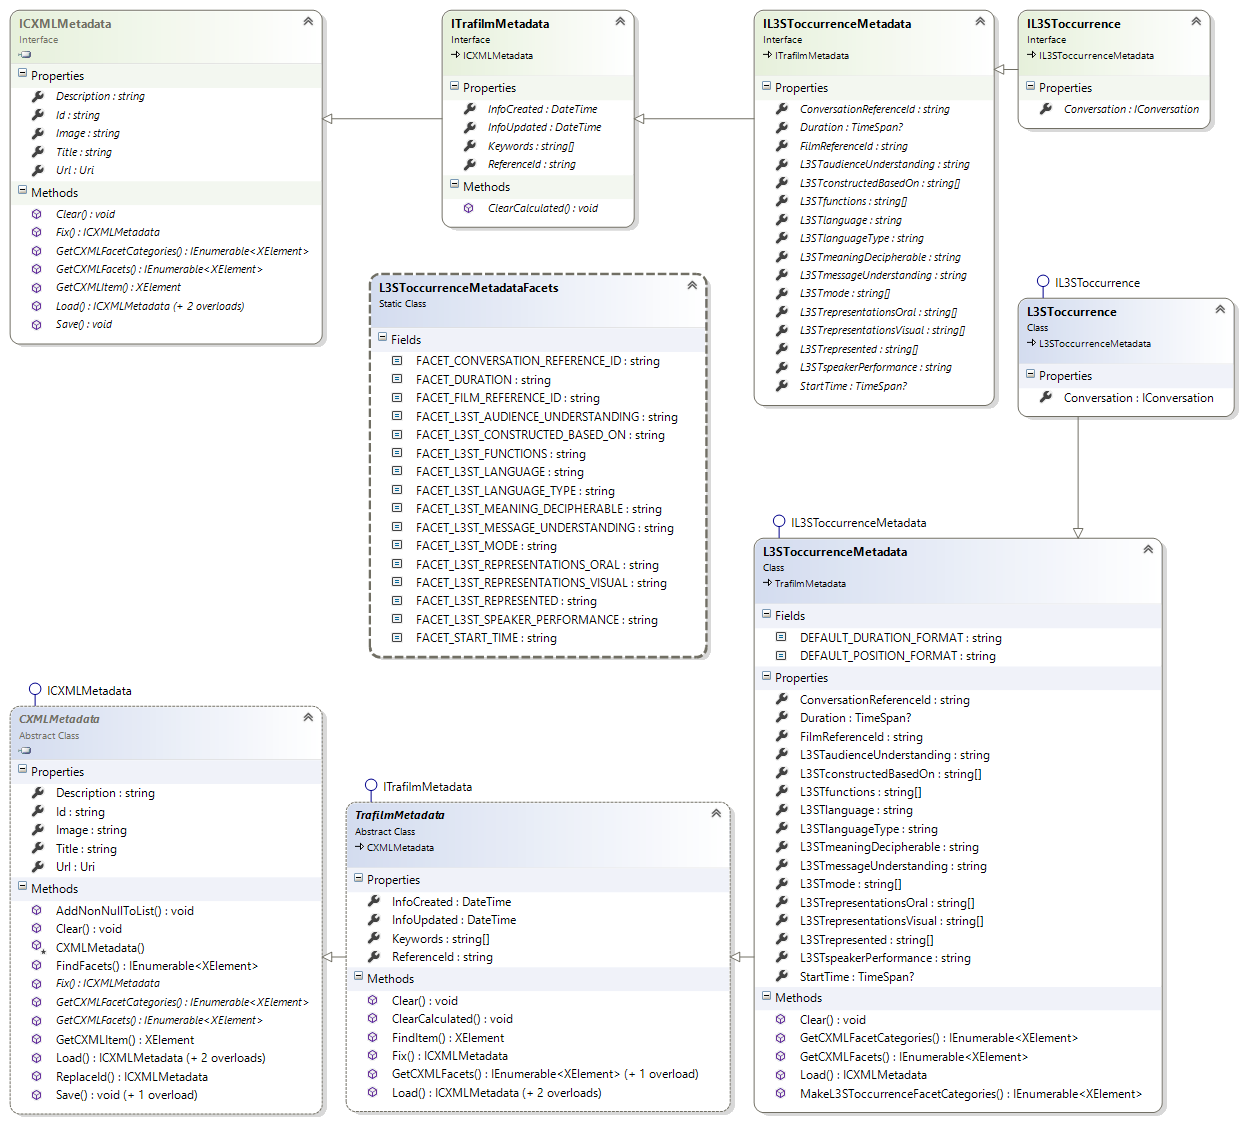 ICXMLMetadata
Interface
Properties
Description : string
Id : string
Image : string
Title : string
Url : Uri
Methods
Clear() : void
Fix() : ICXMLMetadata
GetCXMLFacetCategories() : IEnumerable<XElement>
GetCXMLFacets() : IEnumerable<XElement>
GetCXMLItem() : XElement
Load() : ICXMLMetadata (+ 2 overloads)
Save() : void
ITrafilmMetadata
Interface
ICXMLMetadata
Properties
InfoCreated : DateTime
InfoUpdated : DateTime
Keywords : string[]
ReferenceId : string
Methods
ClearCalculated() : void
IL3SToccurrenceMetadata
Interface
ITrafilmMetadata
Properties
ConversationReferenceId : string
Duration : TimeSpan?
FilmReferenceId : string
L3STaudienceUnderstanding : string
L3STconstructedBasedOn : string[]
L3STfunctions : string[]
L3STlanguage : string
L3STlanguageType : string
L3STmeaningDecipherable : string
L3STmessageUnderstanding : string
L3STmode : string[]
L3STrepresentationsOral : string[]
L3STrepresentationsVisual : string[]
L3STrepresented : string[]
L3STspeakerPerformance : string
StartTime : TimeSpan?
IL3SToccurrence
Interface
IL3SToccurrenceMetadata
Properties
Conversation : IConversation
L3SToccurrenceMetadataFacets
Static Class
Fields
FACET_CONVERSATION_REFERENCE_ID : string
FACET_DURATION : string
FACET_FILM_REFERENCE_ID : string
FACET_L3ST_AUDIENCE_UNDERSTANDING : string
FACET_L3ST_CONSTRUCTED_BASED_ON : string
FACET_L3ST_FUNCTIONS : string
FACET_L3ST_LANGUAGE : string
FACET_L3ST_LANGUAGE_TYPE : string
FACET_L3ST_MEANING_DECIPHERABLE : string
FACET_L3ST_MESSAGE_UNDERSTANDING : string
FACET_L3ST_MODE : string
FACET_L3ST_REPRESENTATIONS_ORAL : string
FACET_L3ST_REPRESENTATIONS_VISUAL : string
FACET_L3ST_REPRESENTED : string
FACET_L3ST_SPEAKER_PERFORMANCE : string
FACET_START_TIME : string
IL3SToccurrence
L3SToccurrence
Class
L3SToccurrenceMetadata
Properties
Conversation : IConversation
IL3SToccurrenceMetadata
L3SToccurrenceMetadata
Class
TrafilmMetadata
Fields
DEFAULT_DURATION_FORMAT : string
DEFAULT_POSITION_FORMAT : string
Properties
ConversationReferenceId : string
Duration : TimeSpan?
FilmReferenceId : string
L3STaudienceUnderstanding : string
L3STconstructedBasedOn : string[]
L3STfunctions : string[]
L3STlanguage : string
L3STlanguageType : string
L3STmeaningDecipherable : string
L3STmessageUnderstanding : string
L3STmode : string[]
L3STrepresentationsOral : string[]
L3STrepresentationsVisual : string[]
L3STrepresented : string[]
L3STspeakerPerformance : string
StartTime : TimeSpan?
Methods
Clear() : void
GetCXMLFacetCategories() : IEnumerable<XElement>
GetCXMLFacets() : IEnumerable<XElement>
Load() : ICXMLMetadata
MakeL3SToccurrenceFacetCategories() : IEnumerable<XElement>
ICXMLMetadata
CXMLMetadata
Abstract Class
Properties
Description : string
Id : string
Image : string
Title : string
Url : Uri
Methods
AddNonNullToList() : void
Clear() : void
CXMLMetadata()
FindFacets() : IEnumerable<XElement>
Fix() : ICXMLMetadata
GetCXMLFacetCategories() : IEnumerable<XElement>
GetCXMLFacets() : IEnumerable<XElement>
GetCXMLItem() : XElement
Load() : ICXMLMetadata (+ 2 overloads)
ReplaceId() : ICXMLMetadata
Save() : void (+ 1 overload)
ITrafilmMetadata
TrafilmMetadata
Abstract Class
CXMLMetadata
Properties
InfoCreated : DateTime
InfoUpdated : DateTime
Keywords : string[]
ReferenceId : string
Methods
Clear() : void
ClearCalculated() : void
FindItem() : XElement
Fix() : ICXMLMetadata
GetCXMLFacets() : IEnumerable<XElement> (+ 1 overload)
Load() : ICXMLMetadata (+ 2 overloads)